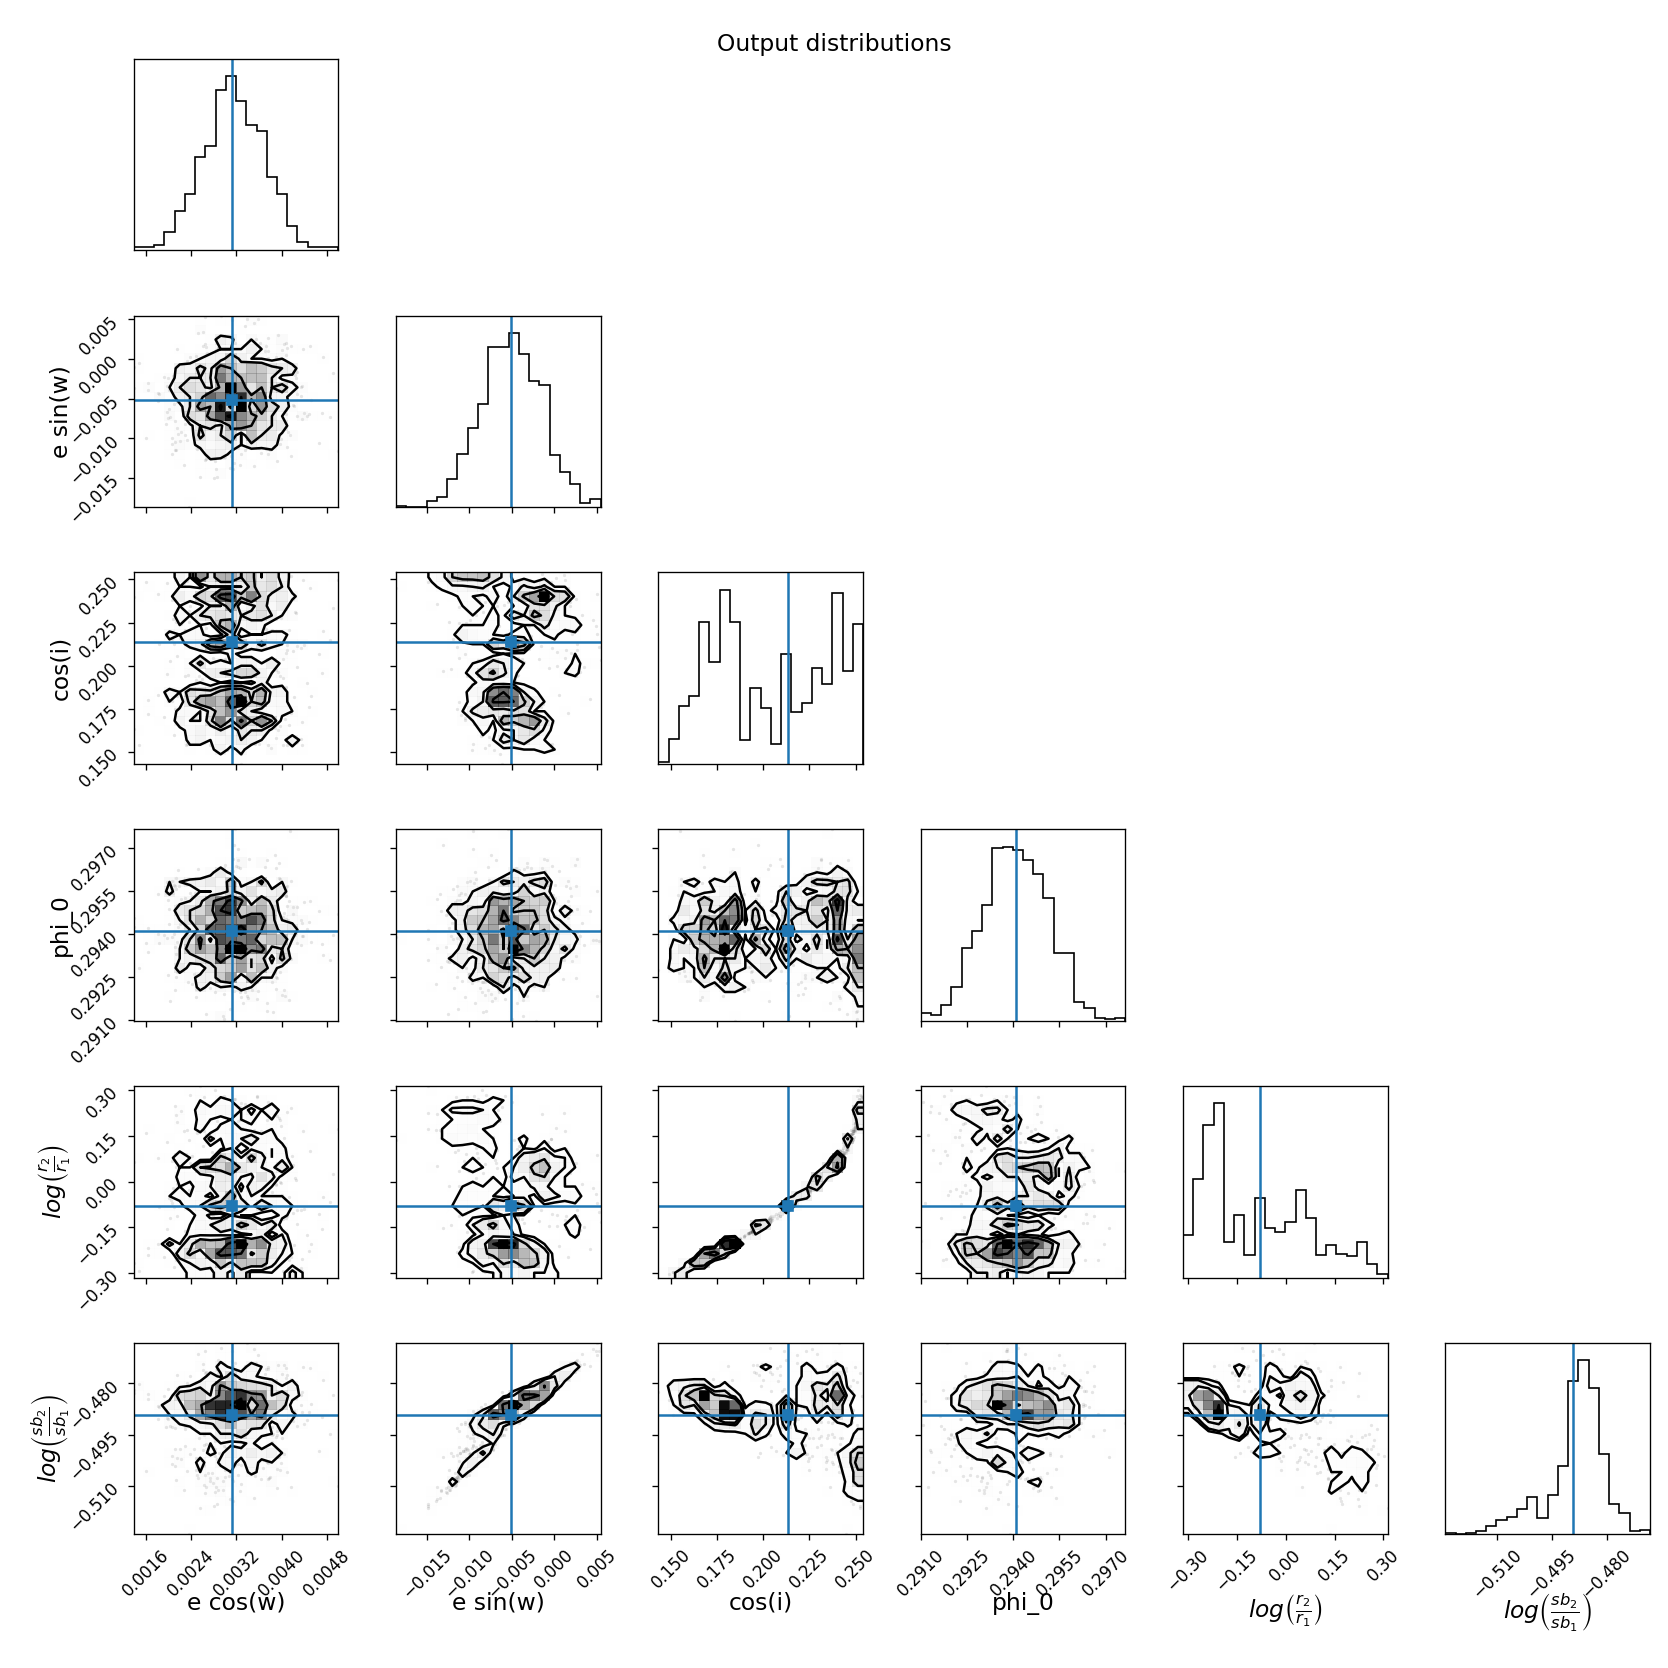 Output distributions
e sin(w)
0.005
0.000
−0.005
−0.010
−0.015
cos(i)
0.250
0.225
0.200
0.175
0.150
phi_0
0.2970
0.2955
0.2940
0.2925
0.2910
log(r2/r1)
0.30
0.15
0.00
−0.15
−0.30
log(sb2/sb1)
−0.480
−0.495
−0.510
0.0016 0.0024 0.0032 0.0040 0.0048
e cos(w)
−0.015 −0.010 −0.005 0.000 0.005
e sin(w)
0.150 0.175 0.200 0.225 0.250
cos(i)
0.2910 0.2925 0.2940 0.2955 0.2970
phi_0
−0.30 −0.15 0.00 0.15 0.30
log(r2/r1)
−0.510 −0.495 −0.480
log(sb2/sb1)